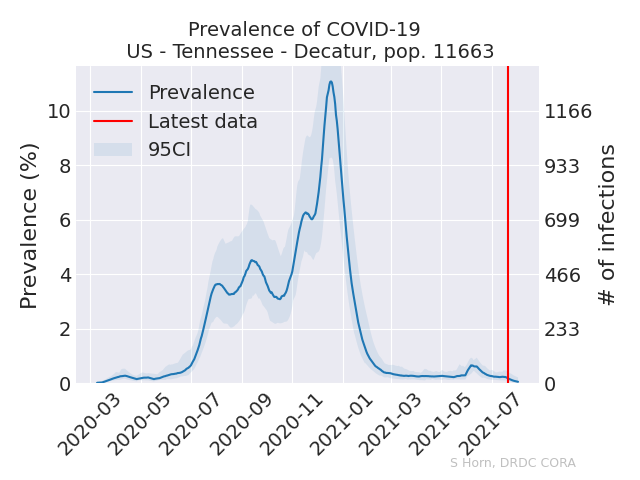 Prevalence of COVID-19
US - Tennessee - Decatur, pop. 11663
Prevalence
Latest data
95CI
Prevalence (%)
10
8
6
4
2
0
# of infections
1166
933
699
466
233
0
2020-03
2020-05
2020-07
2020-09
2020-11
2021-01
2021-03
2021-05
2021-07
S Horn, DRDC CORA